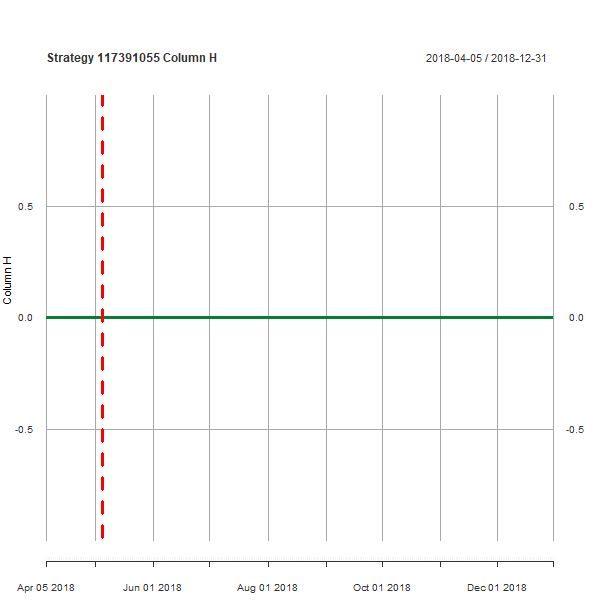 Strategy 117391055 Column H
2018-04-05 / 2018-12-31
0.5
0.5
Column H
0.0
0.0
-0.5
-0.5
Apr 05 2018
Jun 01 2018
Aug 01 2018
Oct 01 2018
Dec 01 2018